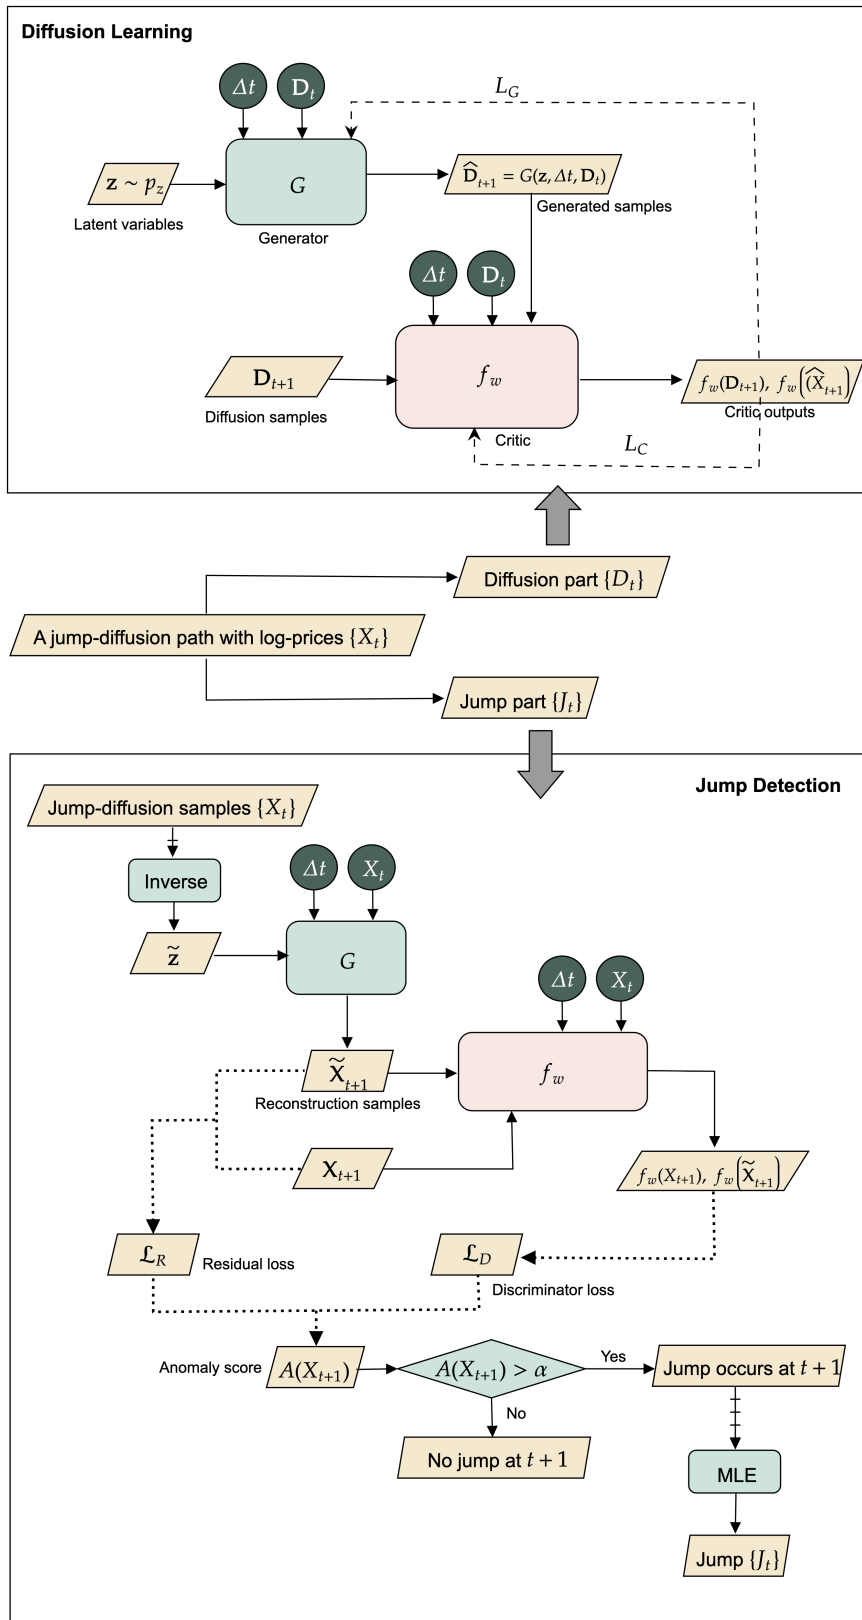 Diffusion Learning
Δt
D_t
L_G
z ∼ p_z
G
D̂_{t+1} = G(z, Δt, D_t)
Latent variables
Generator
Generated samples
Δt
D_t
D_{t+1}
f_w
f_w(D_{t+1}), f_w((X̂_{t+1})
Diffusion samples
Critic
Critic outputs
L_C
Diffusion part {D_t}
A jump-diffusion path with log-prices {X_t}
Jump part {J_t}
Jump Detection
Jump-diffusion samples {X_t}
Inverse
Δt
X_t
z̃
G
Δt
X_t
X̃_{t+1}
f_w
Reconstruction samples
X_{t+1}
f_w(X_{t+1}), f_w(X̃_{t+1})
𝔏_R
Residual loss
𝔏_D
Discriminator loss
Anomaly score
A(X_{t+1})
A(X_{t+1}) > α
Yes
Jump occurs at t + 1
No
No jump at t + 1
MLE
Jump {J_t}